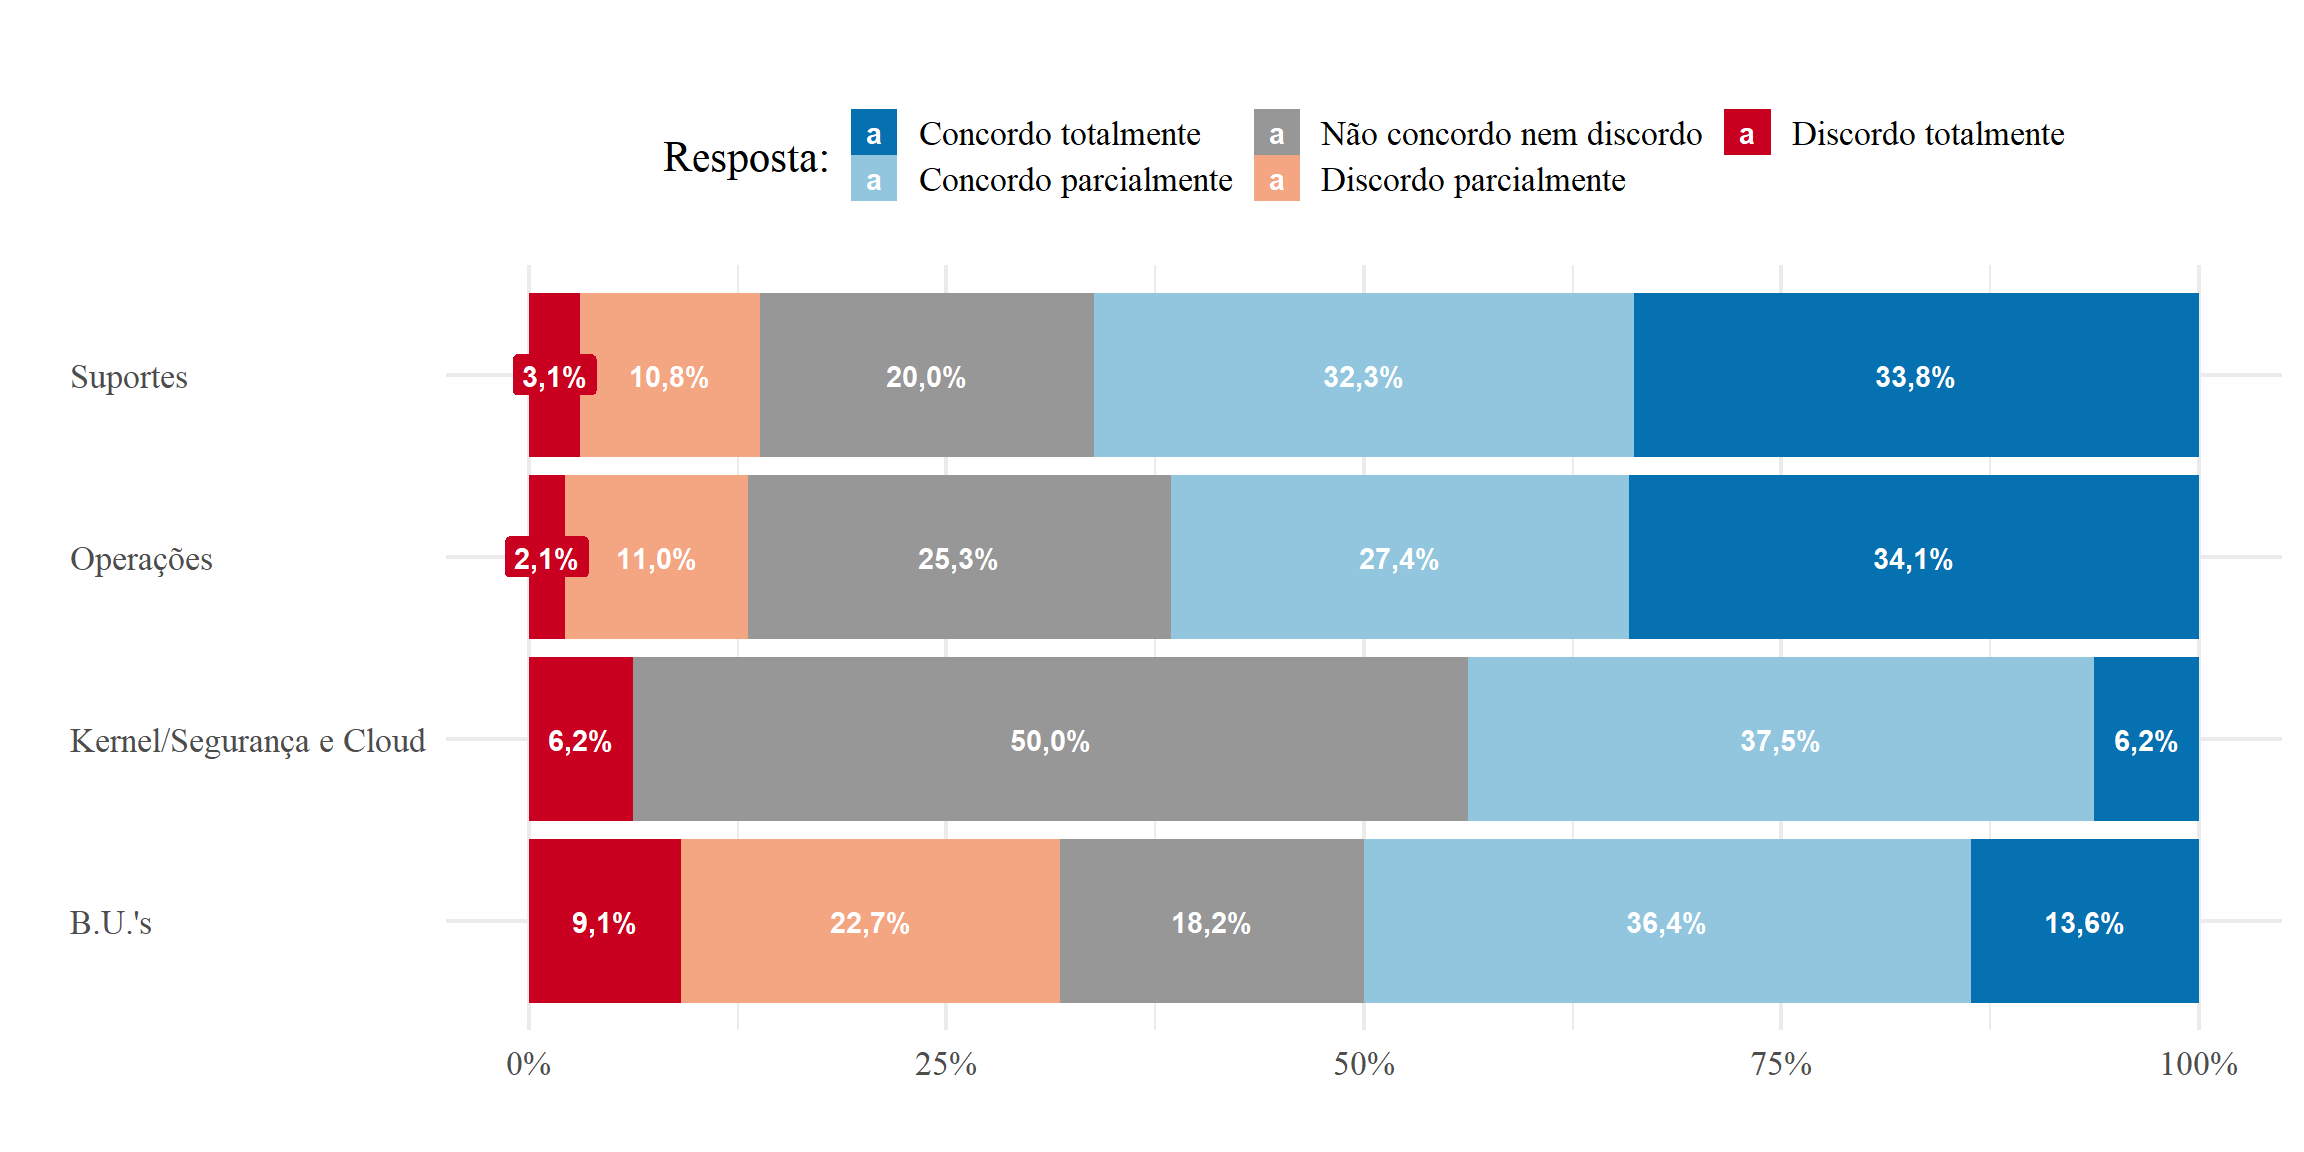 Resposta:
a Concordo totalmente
a Concordo parcialmente
a Não concordo nem discordo
a Discordo parcialmente
a Discordo totalmente
Suportes 3,1% 10,8% 20,0% 32,3% 33,8%
Operações 2,1% 11,0% 25,3% 27,4% 34,1%
Kernel/Segurança e Cloud 6,2% 50,0% 37,5% 6,2%
B.U.'s 9,1% 22,7% 18,2% 36,4% 13,6%
0% 25% 50% 75% 100%